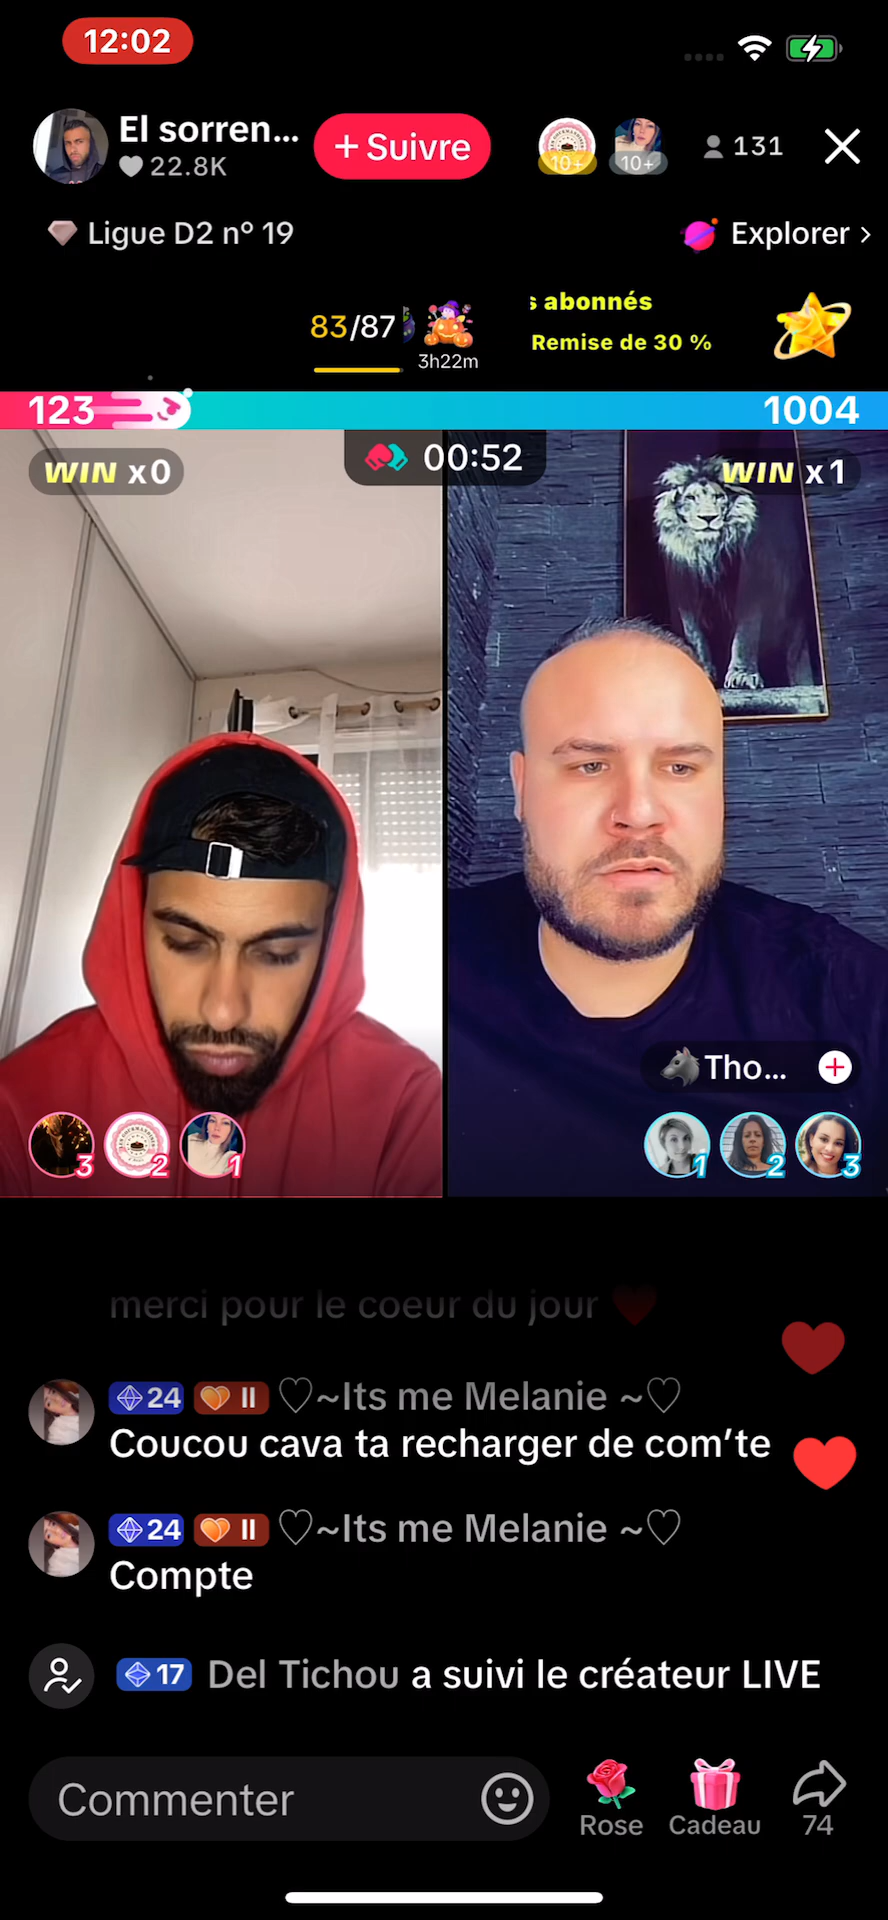 12:02
El sorren...
22.8K
+ Suivre
10+
10+
131
Ligue D2 n° 19
Explorer >
83/87
3h22m
s abonnés
Remise de 30 %
123
1004
WIN x0
00:52
WIN x1
Tho...
3
2
1
1
2
3
merci pour le coeur du jour
24 II ♡~Its me Melanie ~♡
Coucou cava ta recharger de com’te
24 II ♡~Its me Melanie ~♡
Compte
17 Del Tichou a suivi le créateur LIVE
Commenter
Rose
Cadeau
74